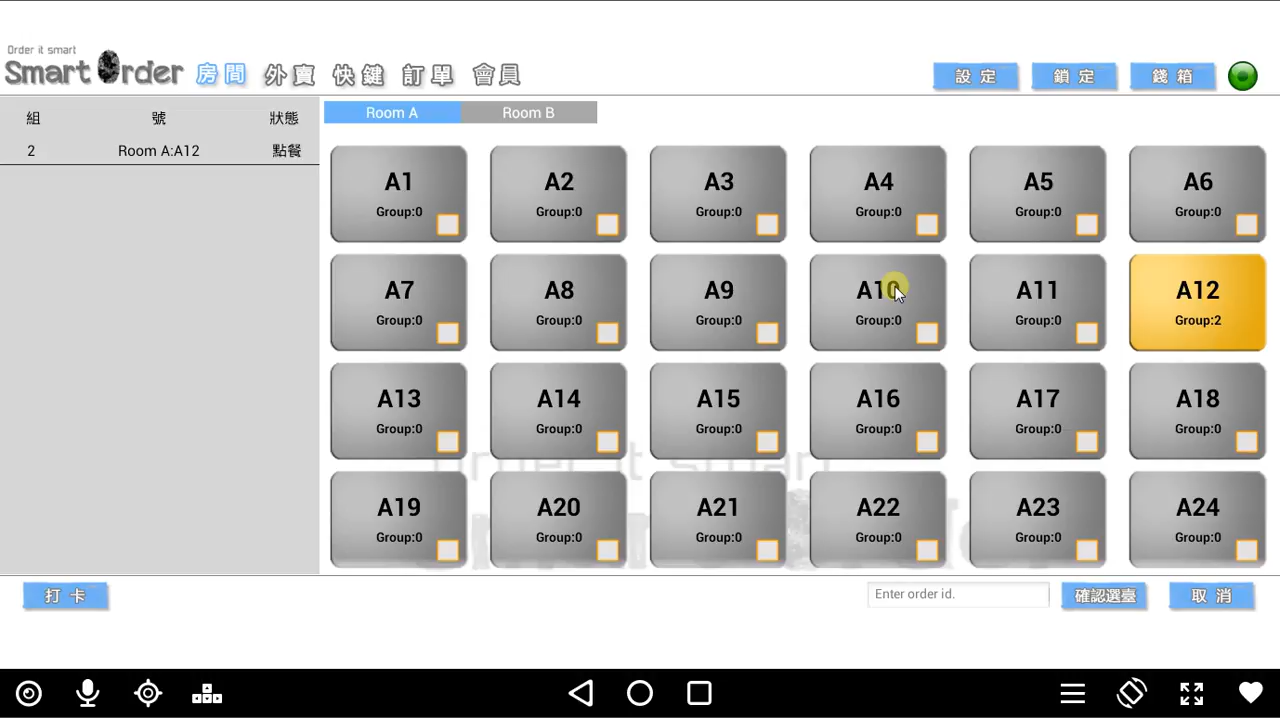 Order it smart
Smart Order 房間 外賣 快鍵 訂單 會員 設定 鎖定 錢箱
組 號 狀態
2 Room A:A12 點餐
Room A Room B
A1 A2 A3 A4 A5 A6
Group:0 Group:0 Group:0 Group:0 Group:0 Group:0
A7 A8 A9 A10 A11 A12
Group:0 Group:0 Group:0 Group:0 Group:0 Group:2
A13 A14 A15 A16 A17 A18
Group:0 Group:0 Group:0 Group:0 Group:0 Group:0
Order it smart
A19 A20 A21 A22 A23 A24
Group:0 Group:0 Group:0 Group:0 Group:0 Group:0
打卡 Enter order id. 確認選臺 取消